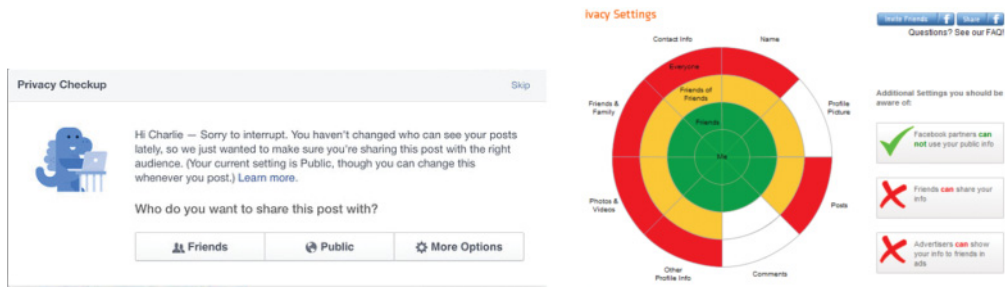 Privacy Checkup
Skip
Hi Charlie — Sorry to interrupt. You haven't changed who can see your posts
lately, so we just wanted to make sure you're sharing this post with the right
audience. (Your current setting is Public, though you can change this
whenever you post.) Learn more.
Who do you want to share this post with?
Friends
Public
More Options
ivacy Settings
Contact Info
Name
Everyone
Friends of
Friends
Friends &
Family
Profile
Picture
Friends
Me
Photos &
Videos
Posts
Other
Profile Info
Comments
Invite Friends
Share
Questions? See our FAQ!
Additional Settings you should be
aware of:
Facebook partners can
not use your public info
Friends can share your
info
Advertisers can show
your info to friends in
ads